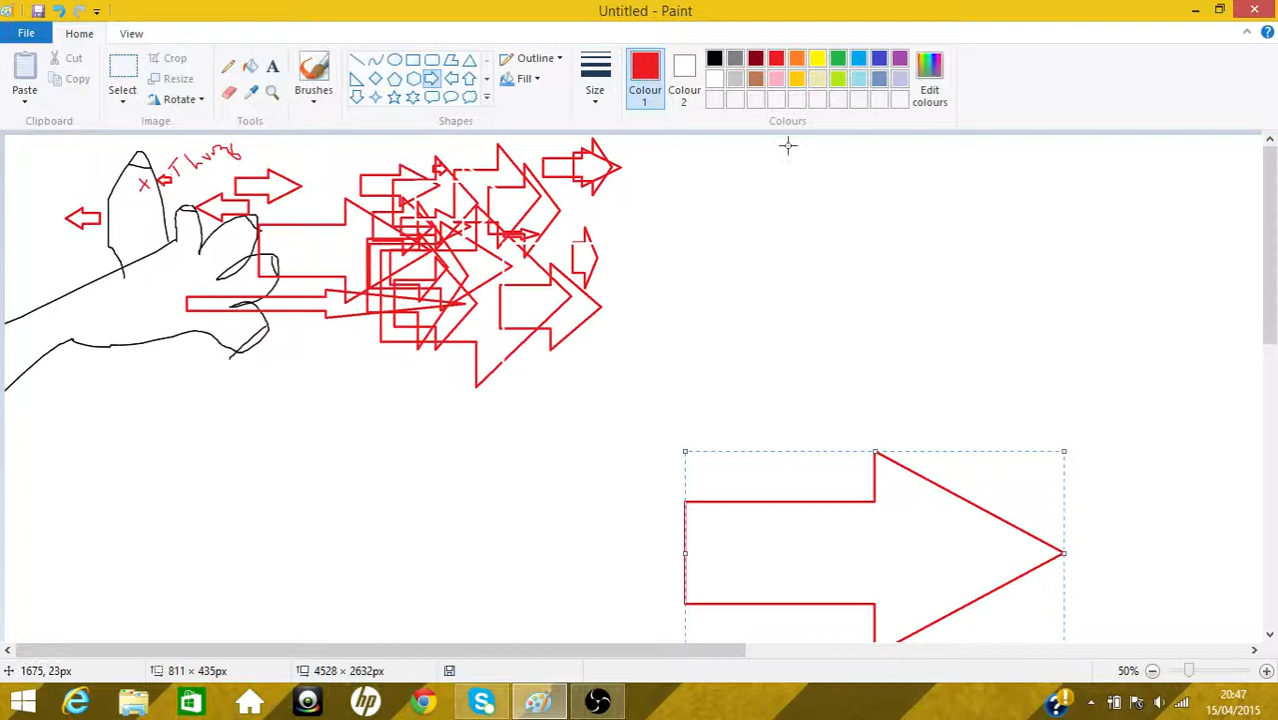 Untitled - Paint
File
Home
View
Paste
Cut
Copy
Clipboard
Select
Crop
Resize
Rotate
Image
A
Tools
Brushes
Outline
Fill
Shapes
Size
Colour 1
Colour 2
Edit colours
Colours
x
1675, 23px
811 × 435px
4528 × 2632px
50%
hp
20:47
15/04/2015